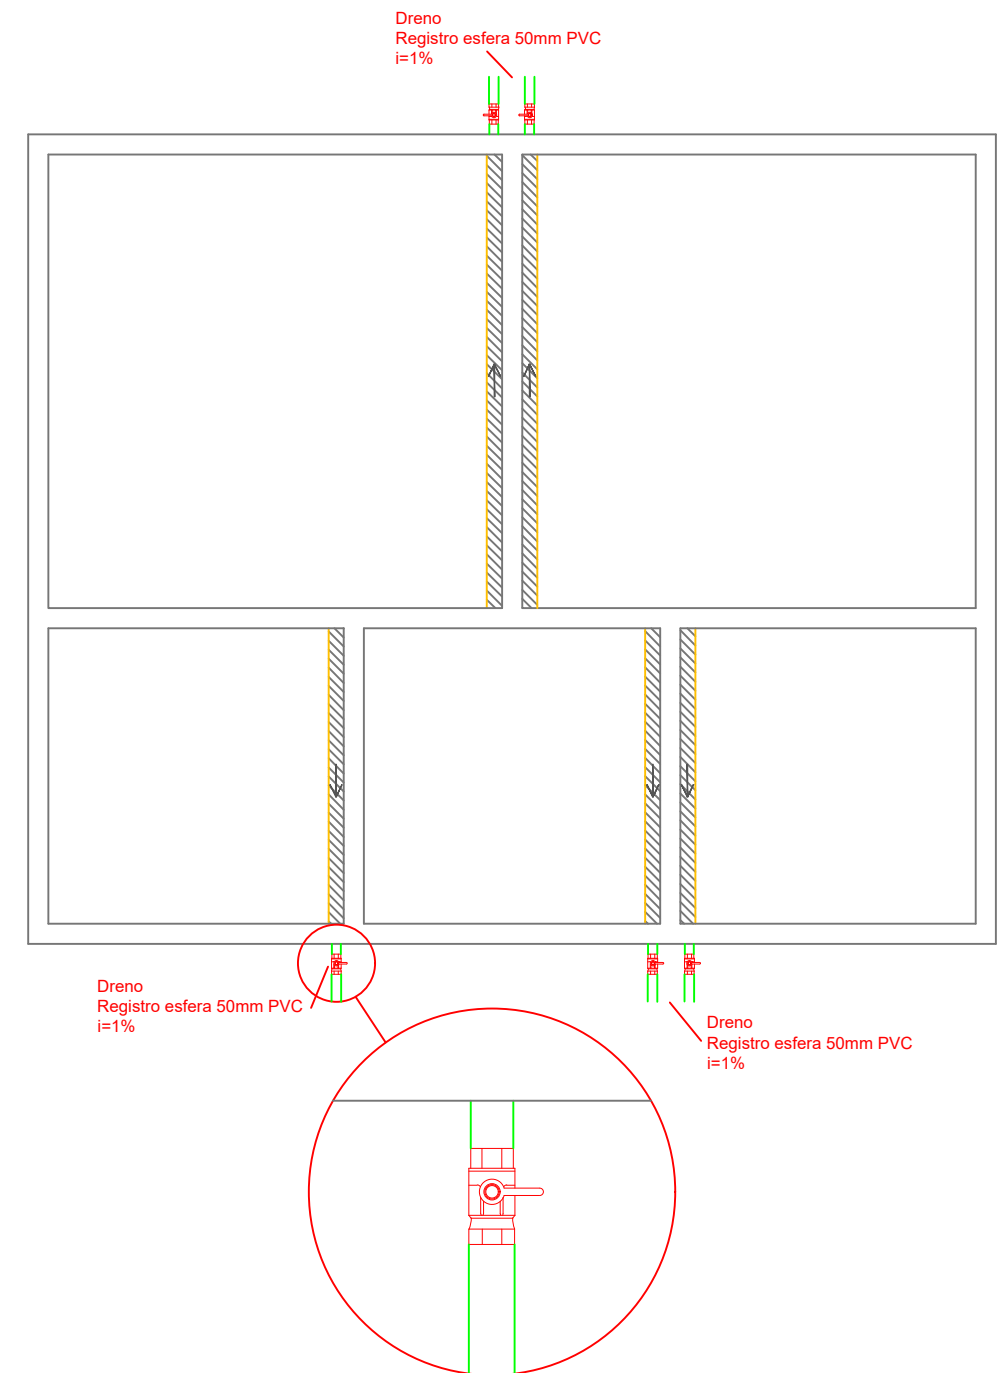 Dreno
Registro esfera 50mm PVC
i=1%
Dreno
Registro esfera 50mm PVC
i=1%
Dreno
Registro esfera 50mm PVC
i=1%